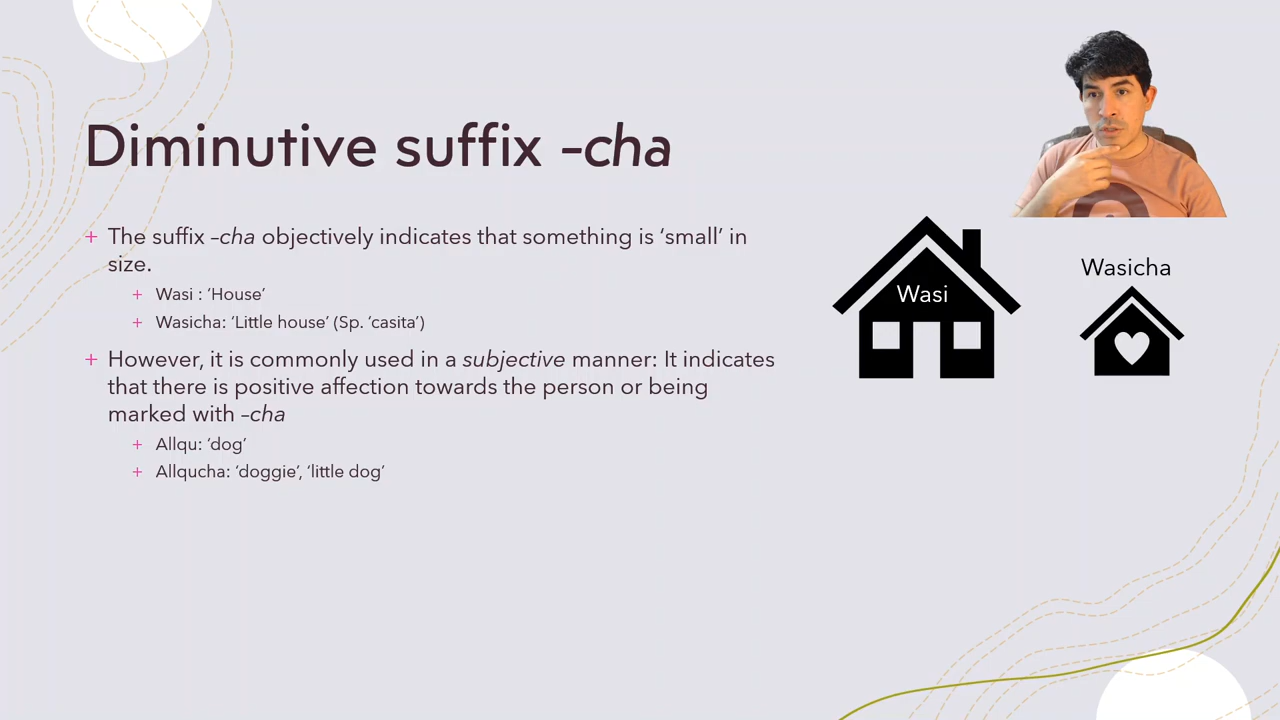 Diminutive suffix -cha
+ The suffix –cha objectively indicates that something is ‘small’ in
size.
+ Wasi : ‘House’
+ Wasicha: ‘Little house’ (Sp. ‘casita’)
+ However, it is commonly used in a subjective manner: It indicates
that there is positive affection towards the person or being
marked with –cha
+ Allqu: ‘dog’
+ Allqucha: ‘doggie’, ‘little dog’
Wasi
Wasicha